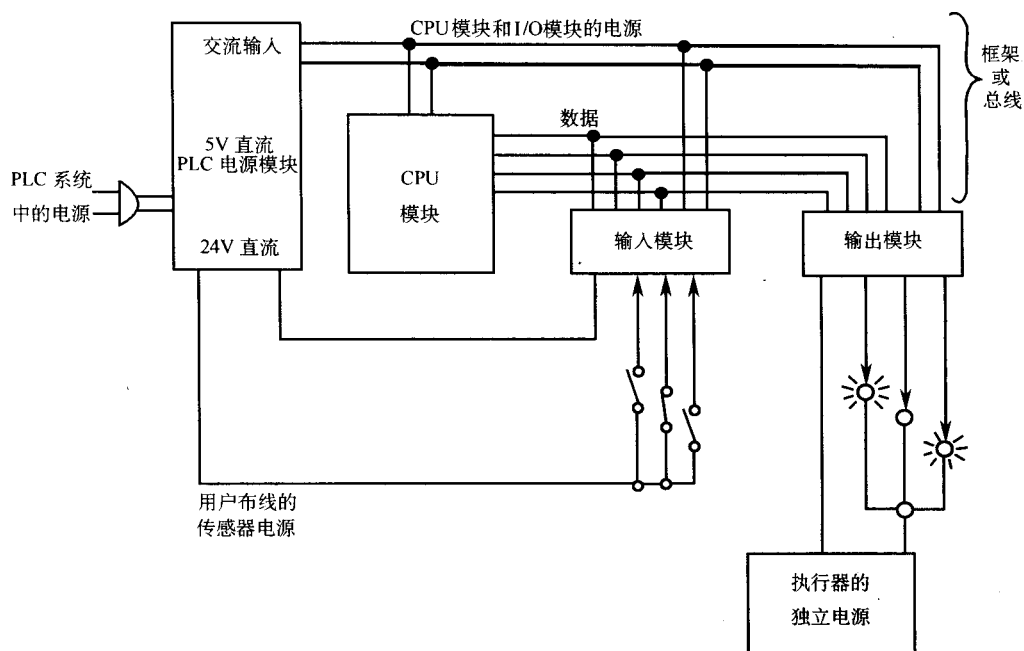 CPU模块和I/O模块的电源
交流输入
框架
或
总线
数据
5V 直流
PLC 电源模块
CPU
模块
PLC 系统
中的电源
输入模块
输出模块
24V 直流
用户布线的
传感器电源
执行器的
独立电源